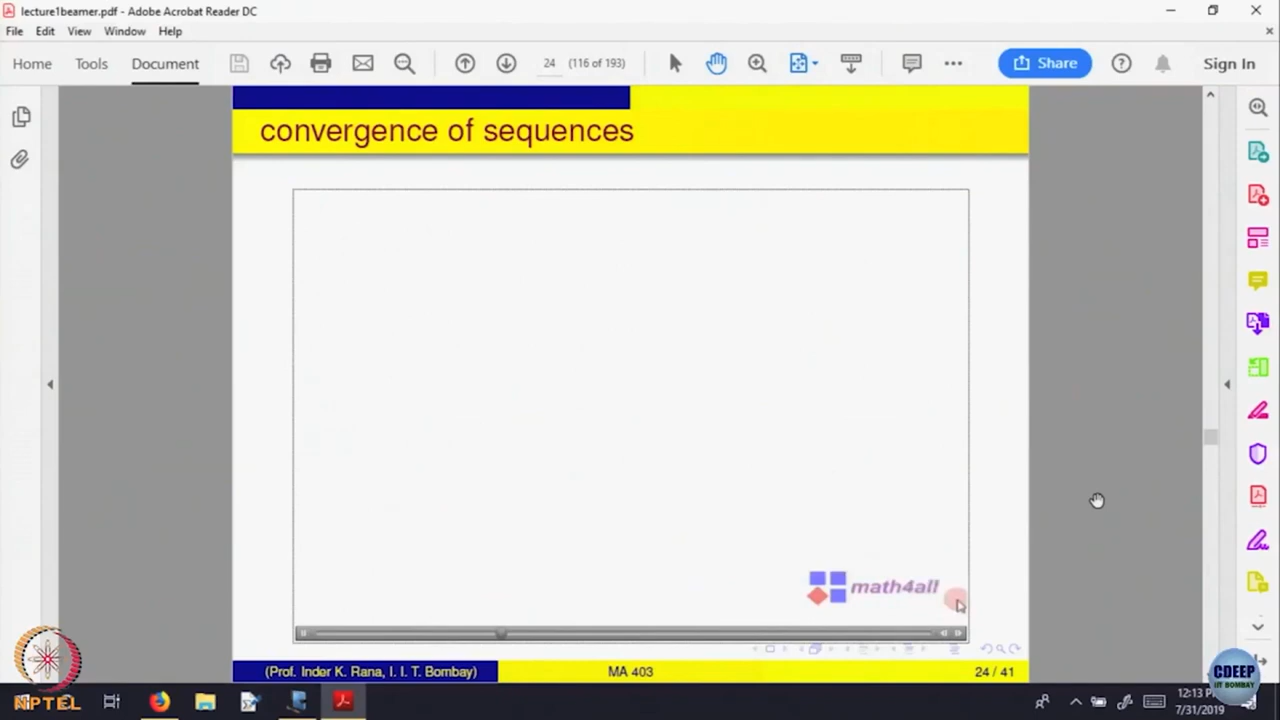 lecture1beamer.pdf - Adobe Acrobat Reader DC
File Edit View Window Help
Home Tools Document 24 (116 of 193) Share Sign In
convergence of sequences
math4all
(Prof. Inder K. Rana, I. I. T. Bombay) MA 403 24 / 41
NPTEL
CDEEP
IIT BOMBAY
12:13
7/31/2019